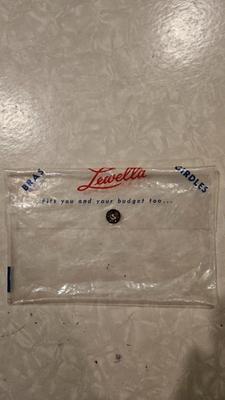 BRAS Lewella GIRDLES
Fits you and your budget too...